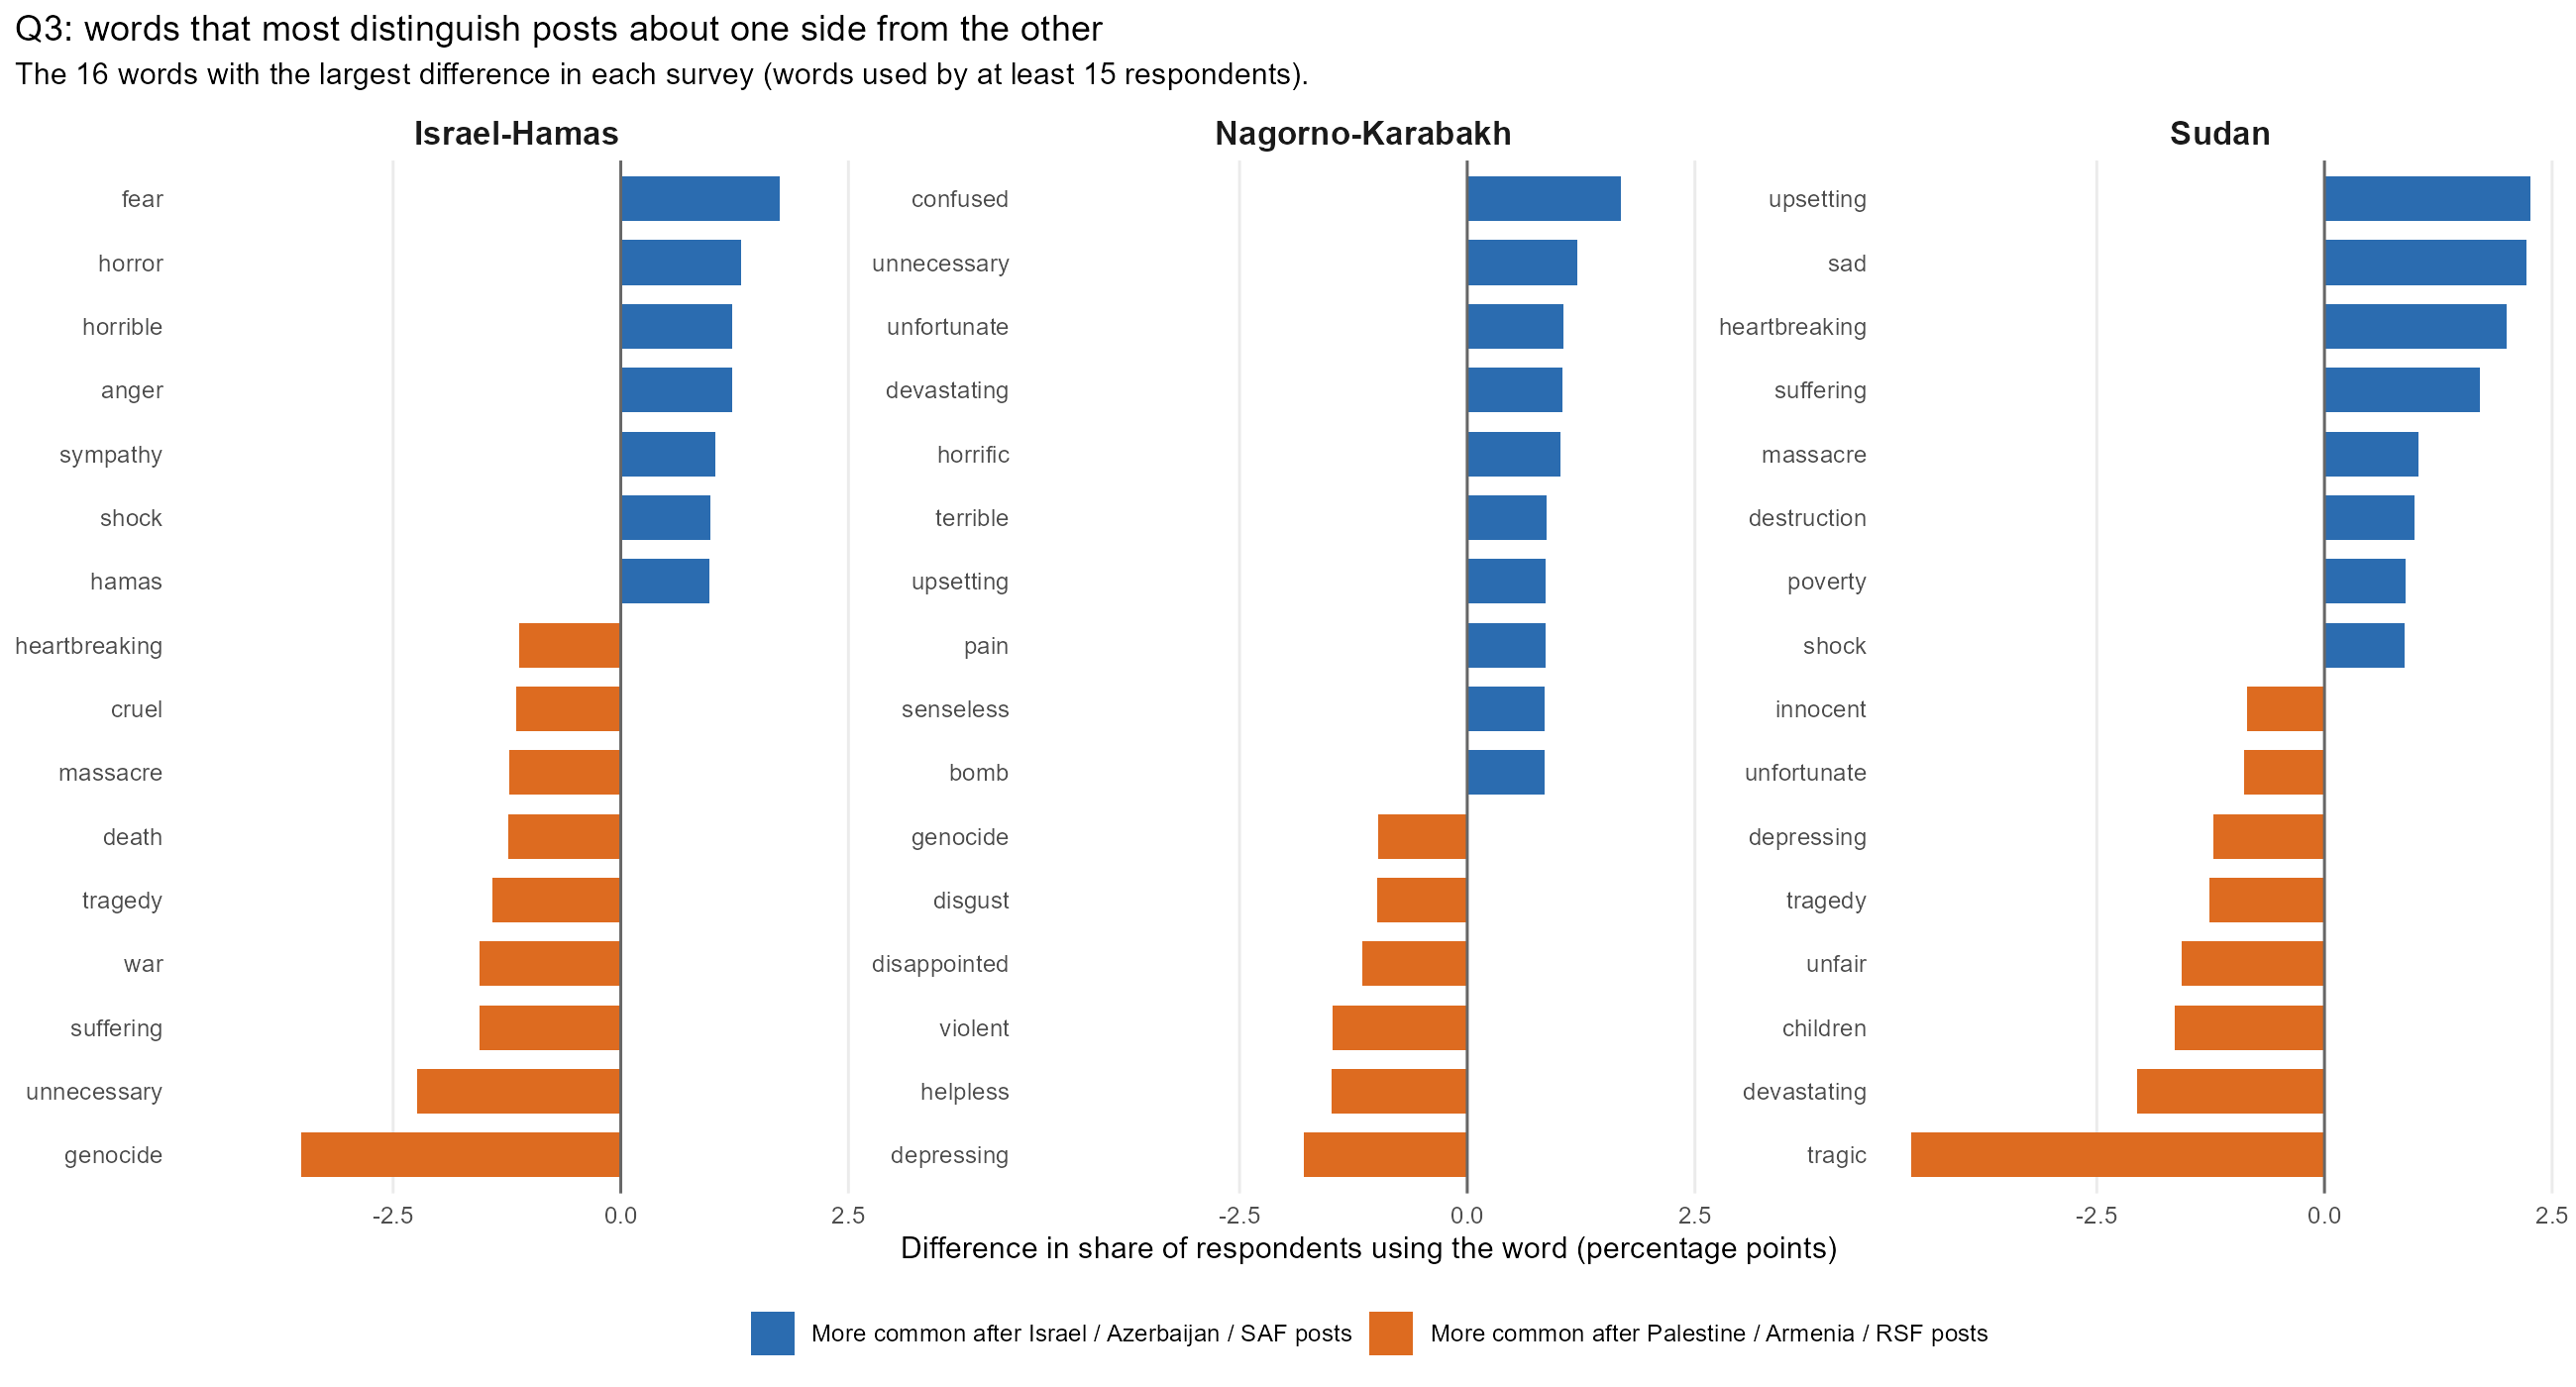 Q3: words that most distinguish posts about one side from the other
The 16 words with the largest difference in each survey (words used by at least 15 respondents).
Israel-Hamas
fear
horror
horrible
anger
sympathy
shock
hamas
heartbreaking
cruel
massacre
death
tragedy
war
suffering
unnecessary
genocide
-2.5 0.0 2.5
Nagorno-Karabakh
confused
unnecessary
unfortunate
devastating
horrific
terrible
upsetting
pain
senseless
bomb
genocide
disgust
disappointed
violent
helpless
depressing
-2.5 0.0 2.5
Sudan
upsetting
sad
heartbreaking
suffering
massacre
destruction
poverty
shock
innocent
unfortunate
depressing
tragedy
unfair
children
devastating
tragic
-2.5 0.0 2.5
Difference in share of respondents using the word (percentage points)
More common after Israel / Azerbaijan / SAF posts
More common after Palestine / Armenia / RSF posts